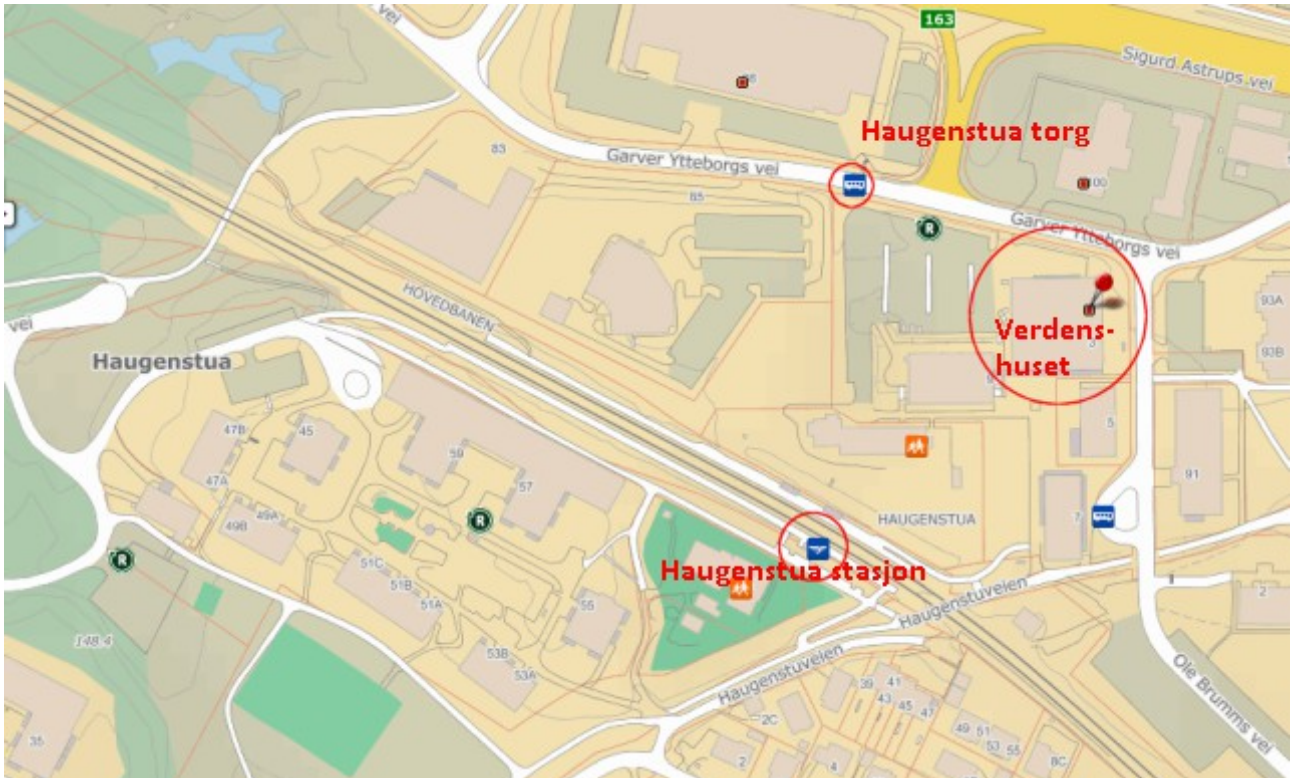 vei
163
Sigurd Astrups vei
Haugenstua torg
83
Garver Ytteborgs vei
85
100
Garver Ytteborgs vei
R
HOVEDBANEN
93A
vei
Verdens-
huset
3
Haugenstua
93B
9
47B
45
5
59
47A
57
91
49A
49B
R
HAUGENSTUA
7
R
51C
Haugenstua stasjon
51B
51A
55
Haugenstuveien
2
148.4
53B
53A
Haugenstuveien
Ole Brumms vei
39
41
43
45
47
2C
49
51
53
55
35
2
4
8C